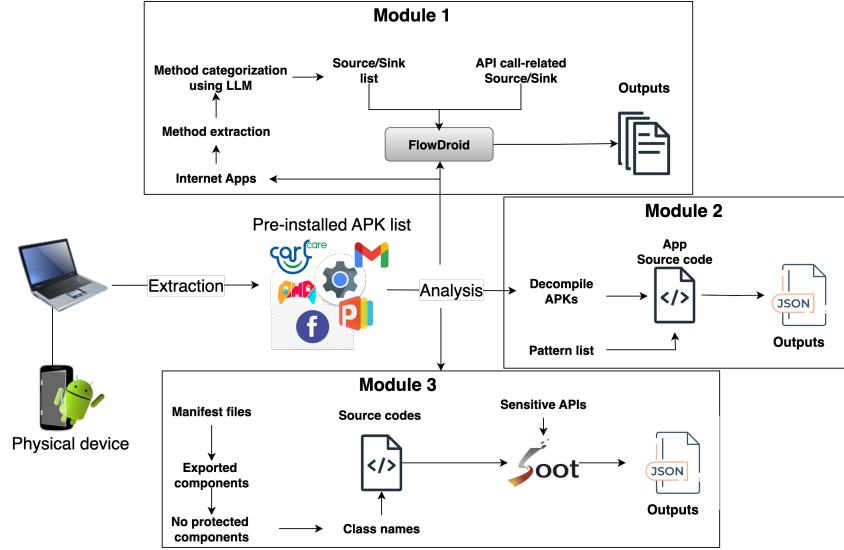 Module 1
Method categorization
using LLM
Source/Sink
list
API call-related
Source/Sink
Outputs
Method extraction
FlowDroid
Internet Apps
Module 2
Pre-installed APK list
carlcare
App
Source code
Extraction
Analysis
Decompile
APKs
JSON
Outputs
Pattern list
Module 3
Physical device
Manifest files
Source codes
Sensitive APIs
Exported
components
soot
JSON
Outputs
No protected
components
Class names